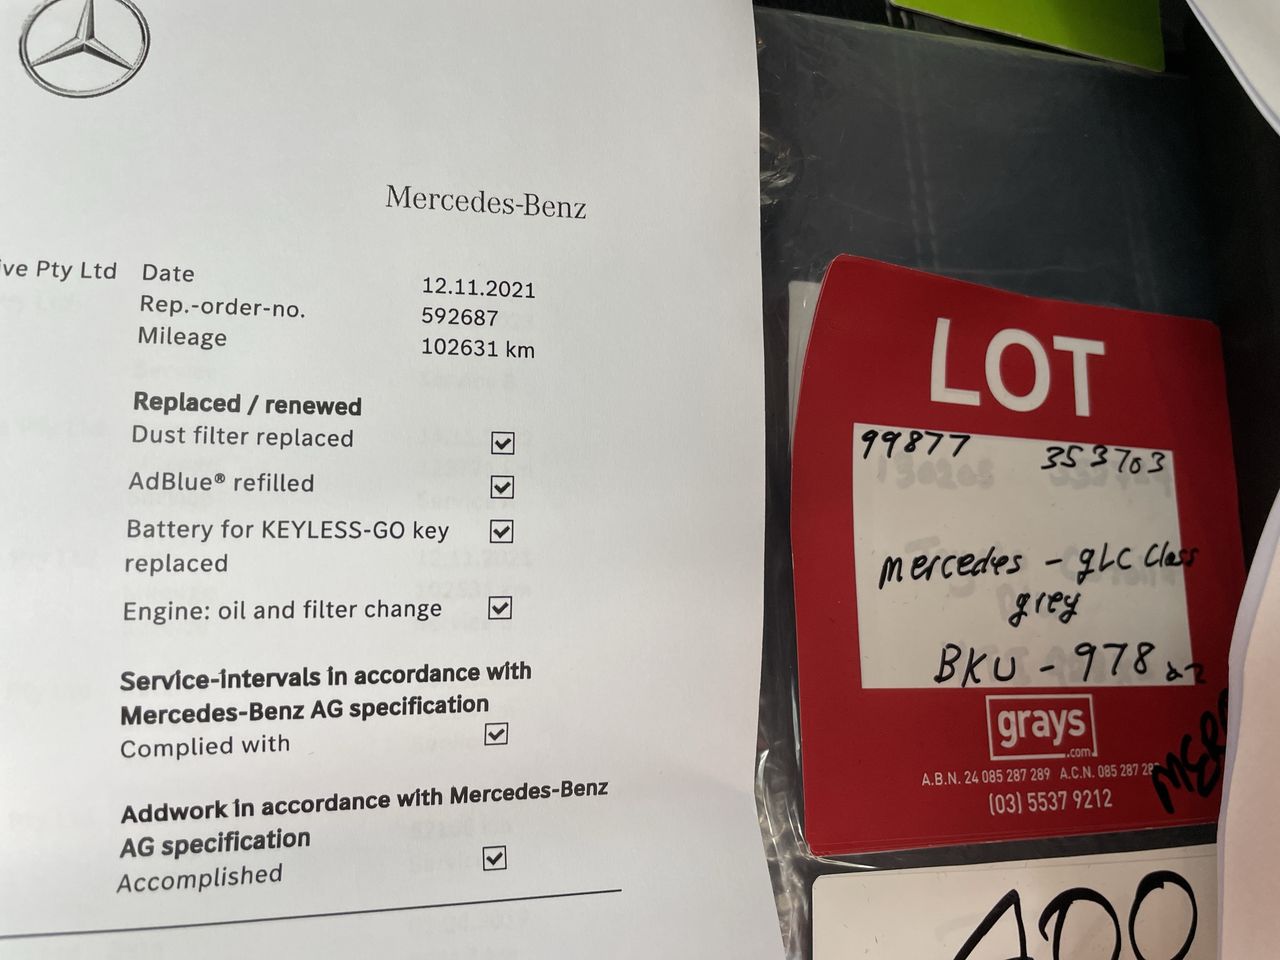 Mercedes-Benz
ive Pty Ltd
Date 12.11.2021
Rep.-order-no. 592687
Mileage 102631 km
Replaced / renewed
Dust filter replaced
AdBlue® refilled
Battery for KEYLESS-GO key
replaced
Engine: oil and filter change
Service-intervals in accordance with
Mercedes-Benz AG specification
Complied with
Addwork in accordance with Mercedes-Benz
AG specification
Accomplished
LOT
99877 353703
Mercedes - GLC Class
grey
BKU - 978
grays
.com
A.B.N. 24 085 287 289 A.C.N. 085 287
(03) 5537 9212